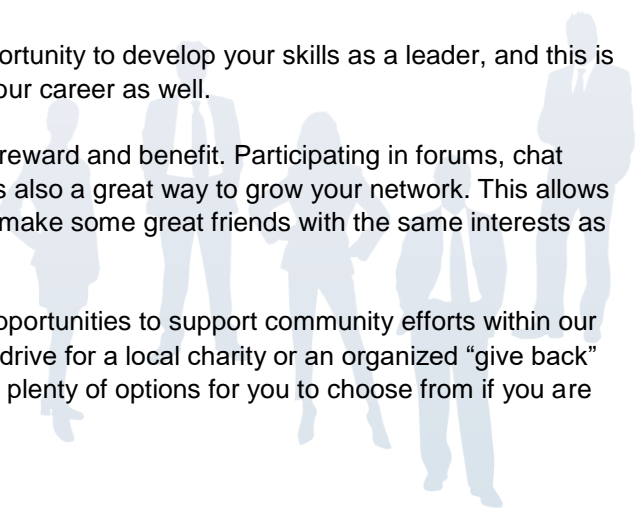 ortunity to develop your skills as a leader, and this is
our career as well.
reward and benefit. Participating in forums, chat
s also a great way to grow your network. This allows
make some great friends with the same interests as
opportunities to support community efforts within our
drive for a local charity or an organized “give back”
plenty of options for you to choose from if you are